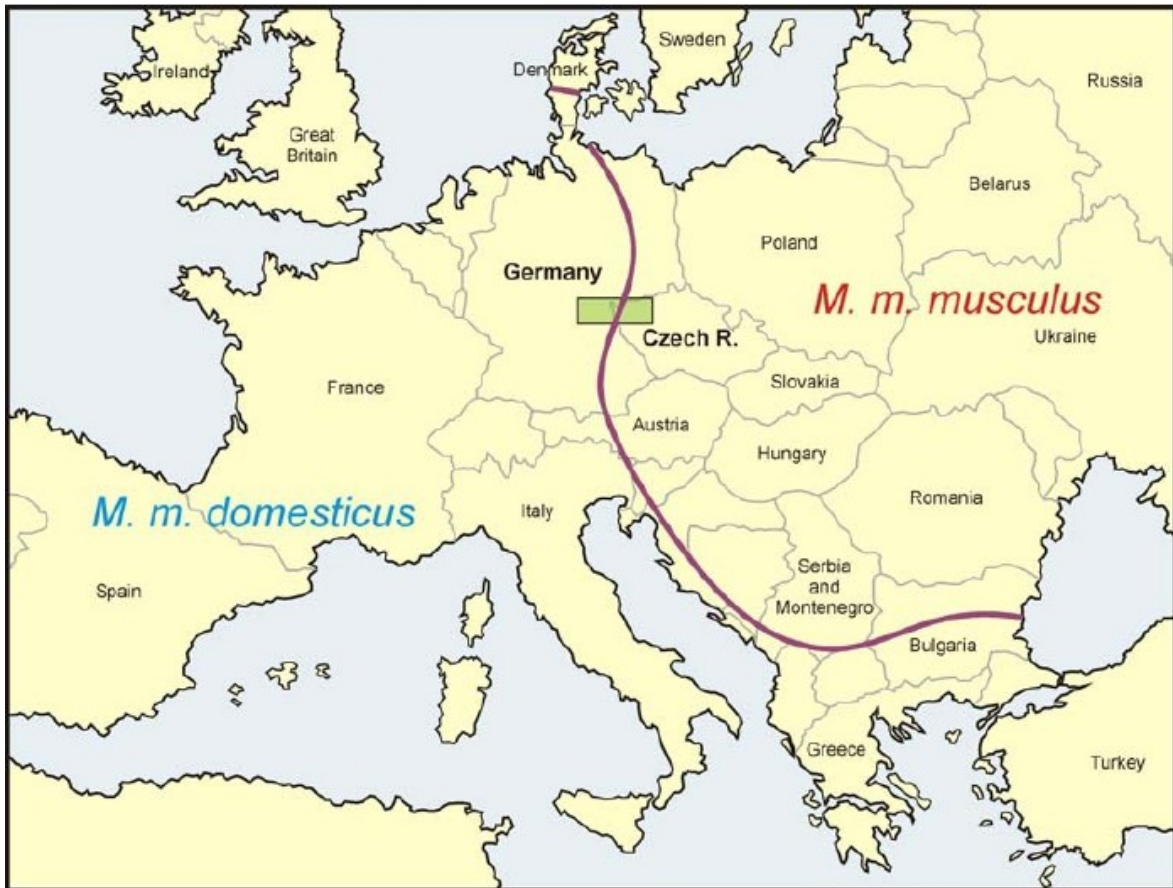 Sweden
Denmark
Ireland
Russia
Great
Britain
Belarus
Poland
Germany
M. m. musculus
Czech R.
Ukraine
Slovakia
France
Austria
Hungary
Romania
M. m. domesticus
Italy
Serbia
and
Montenegro
Spain
Bulgaria
Greece
Turkey